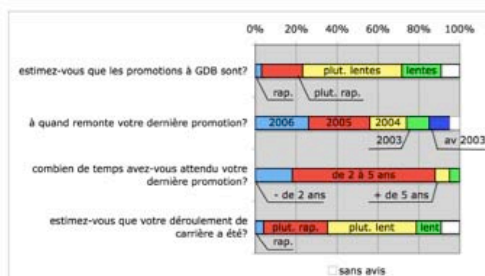 0% 20% 40% 60% 80% 100%
estimez-vous que les promotions à GDB sont?
plut. lentes
lentes
rap.
plut. rap.
à quand remonte votre dernière promotion?
2006
2005
2004
2003
av 2003
combien de temps avez-vous attendu votre
dernière promotion?
de 2 à 5 ans
- de 2 ans
+ de 5 ans
estimez-vous que votre déroulement de
carrière a été?
plut. rap.
plut. lent
lent
rap.
sans avis